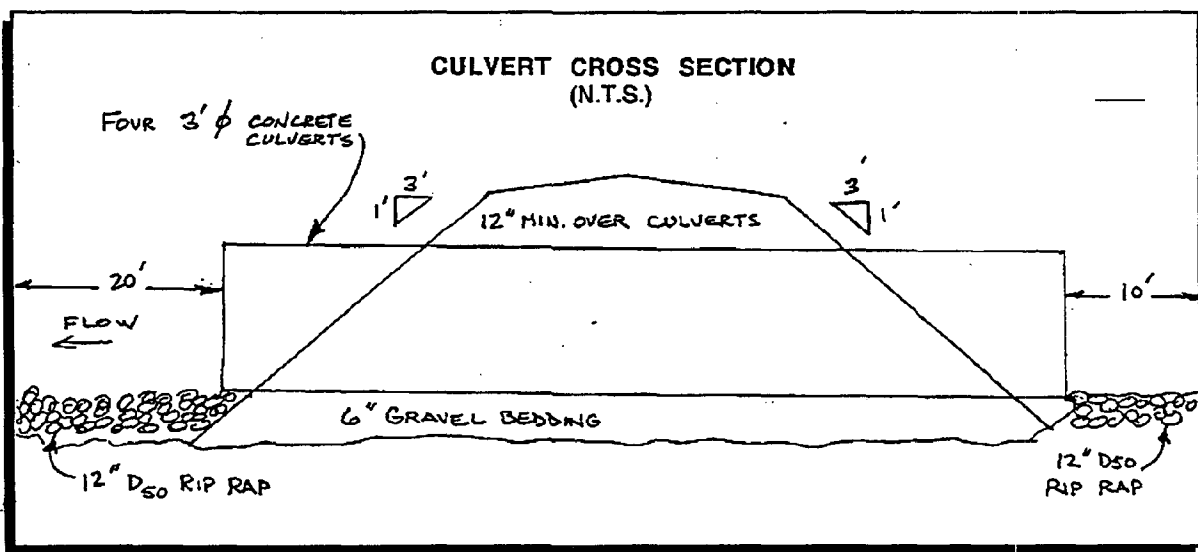 CULVERT CROSS SECTION
(N.T.S.)
FOUR 3' ϕ CONCRETE
CULVERTS
3'
1'
12" MIN. OVER CULVERTS
3'
1'
20'
10'
FLOW
6" GRAVEL BEDDING
12" D50 RIP RAP
12" D50
RIP RAP